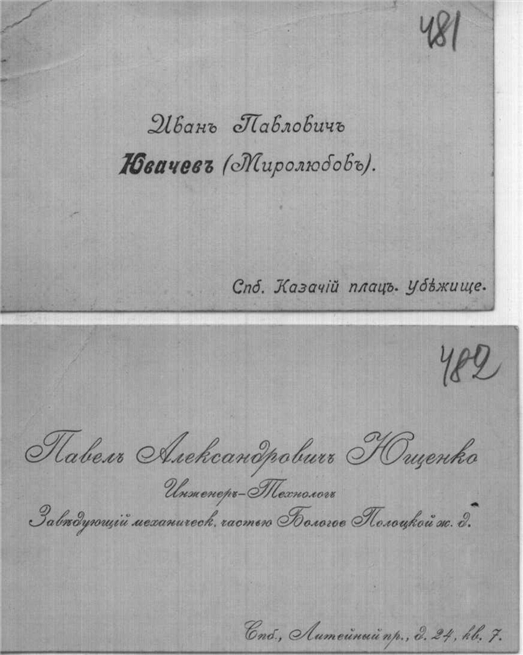 481
Иванъ Павловичъ
Ювачевъ (Миролюбовъ).
Спб. Казачій плацъ. Убѣжище.
482
Павелъ Александровичъ Ющенко
Инженеръ-Технологъ
Завѣдующій механическ. частью Бологое Полоцкой ж. д.
Спб., Литейный пр., д. 24, кв. 7.